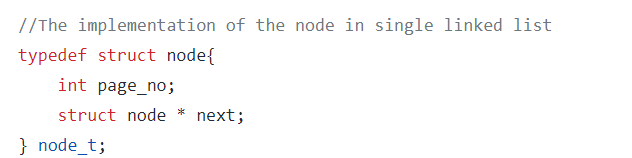 //The implementation of the node in single linked list
typedef struct node{
    int page_no;
    struct node * next;
} node_t;